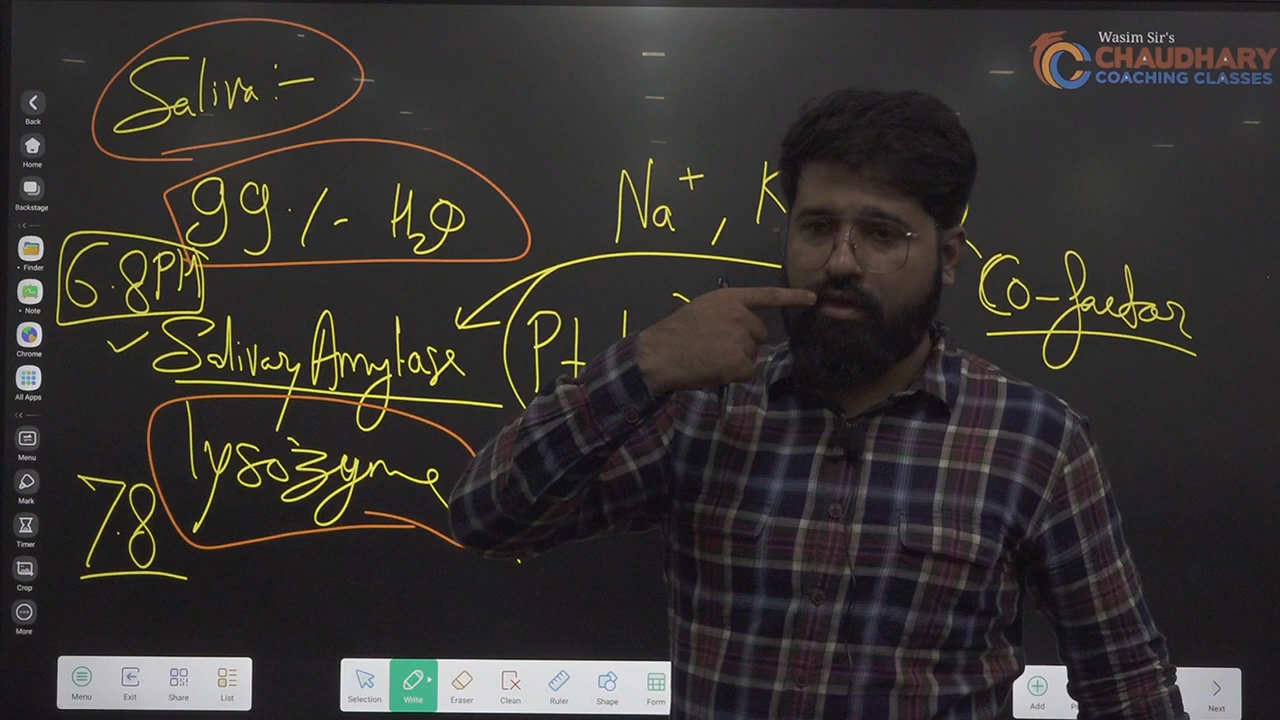 Wasim Sir's
CHAUDHARY
COACHING CLASSES
Saliva :-
99 % H2O
Na+, K
6.8 PH
Co-factor
Salivary Amylase
Pt
lysozyme
7.8
Back
Home
Backstage
Finder
Note
Chrome
All Apps
Menu
Mark
Timer
Crop
More
Menu Exit Share List
Selection Write Eraser Clean Ruler Shape Form
Add
Next